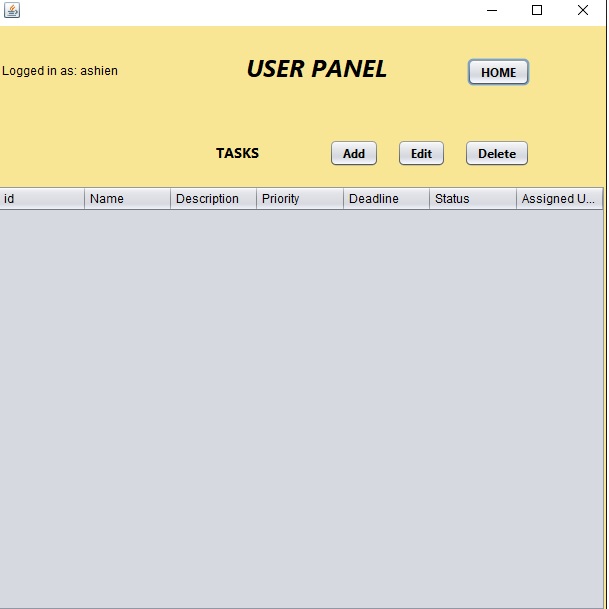 Logged in as: ashien
USER PANEL
HOME
TASKS
Add
Edit
Delete
id
Name
Description
Priority
Deadline
Status
Assigned U...